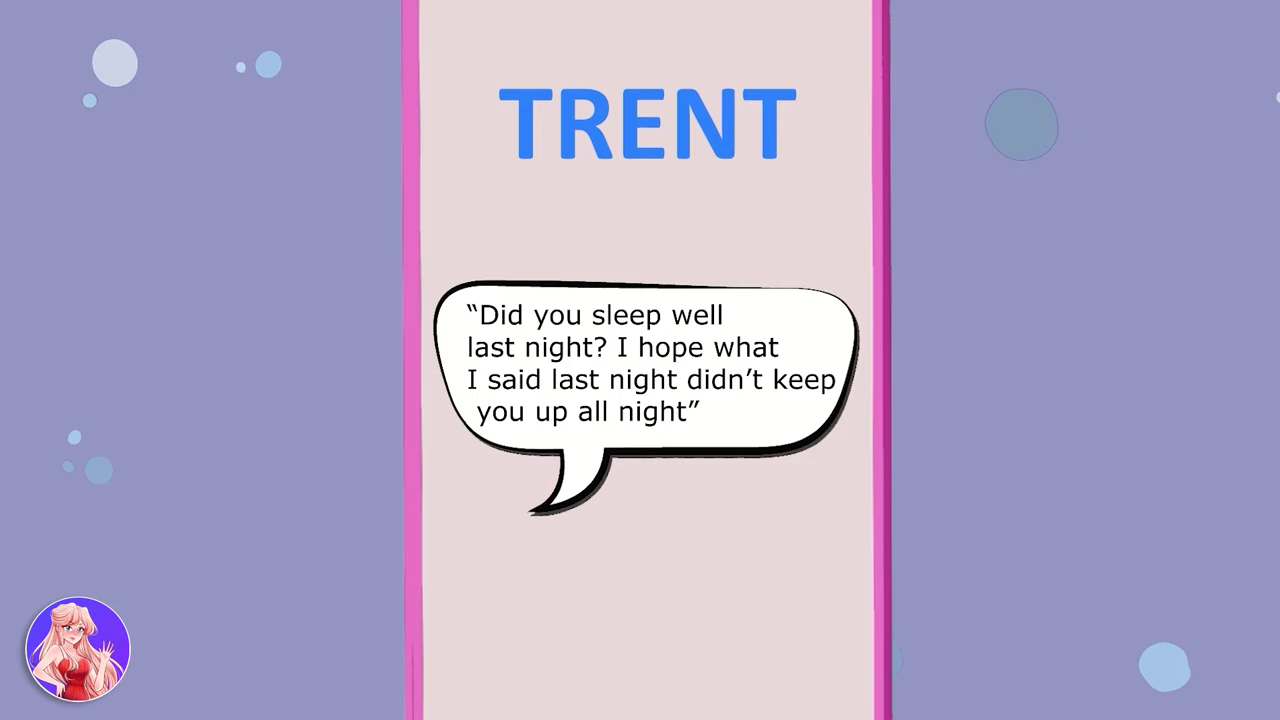 TRENT
“Did you sleep well
last night? I hope what
I said last night didn’t keep
you up all night”